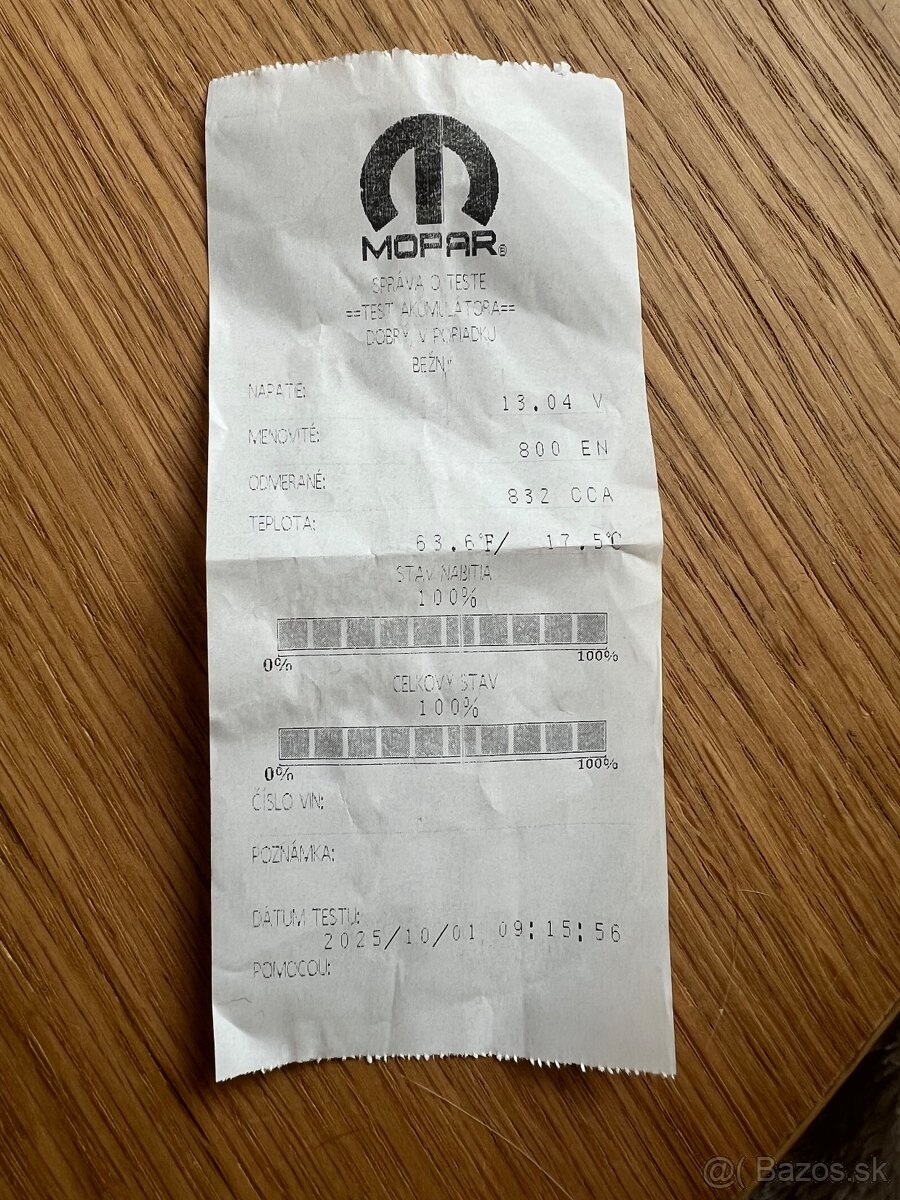 MOPAR®
SPRÁVA O TESTE
==TEST AKUMULÁTORA==
DOBRÝ, V PORIADKU
BEŽNÝ
NAPÄTIE:
13.04 V
MENOVITÉ:
800 EN
ODMERANÉ:
832 CCA
TEPLOTA:
63.6°F/ 17.5°C
STAV NABITIA
100%
0% 100%
CELKOVÝ STAV
100%
0% 100%
ČÍSLO VIN:
POZNÁMKA:
DÁTUM TESTU:
2025/10/01 09:15:56
POMOCOU:
@( Bazos.sk